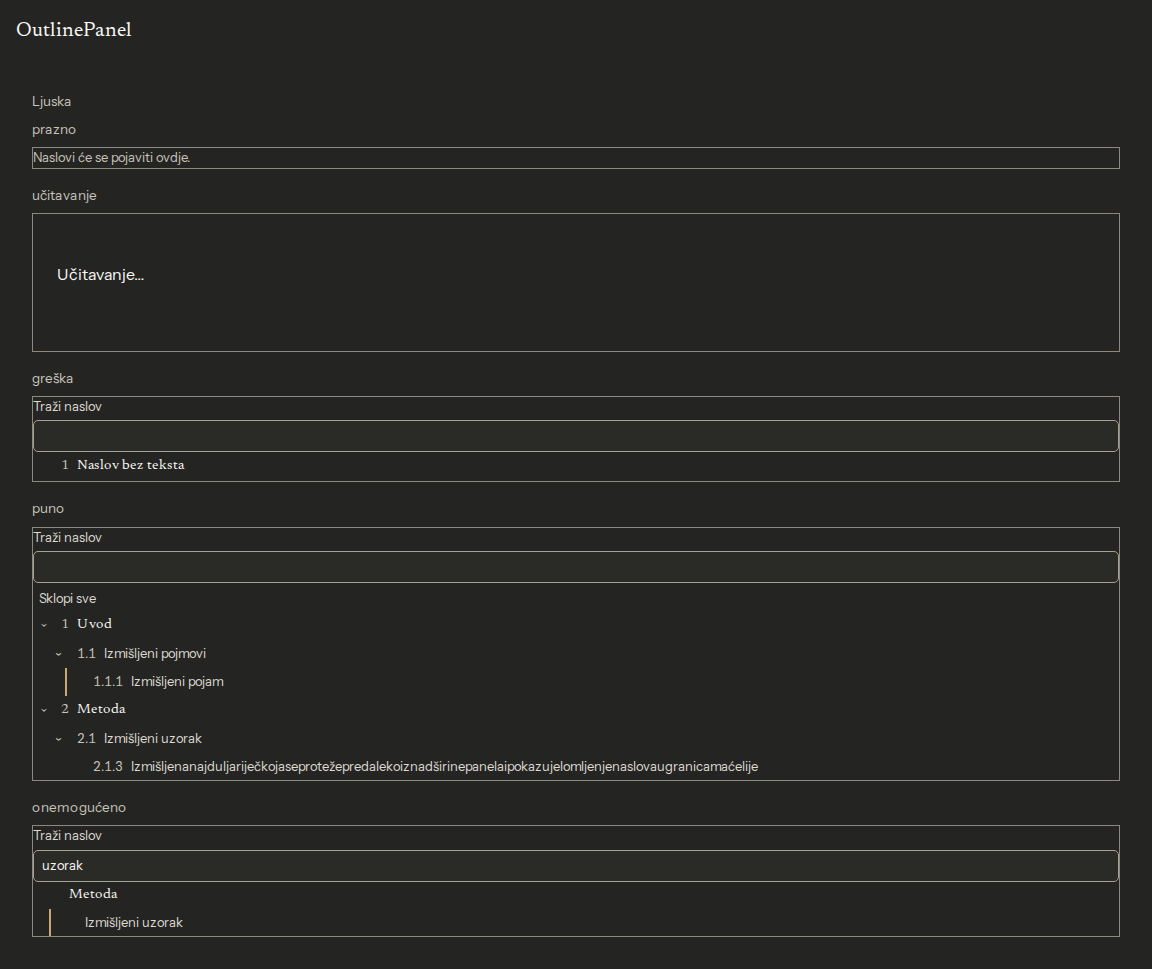 OutlinePanel
Ljuska
prazno
Naslovi će se pojaviti ovdje.
učitavanje
Učitavanje…
greška
Traži naslov
1 Naslov bez teksta
puno
Traži naslov
Sklopi sve
1 Uvod
1.1 Izmišljeni pojmovi
1.1.1 Izmišljeni pojam
2 Metoda
2.1 Izmišljeni uzorak
2.1.3 Izmišljenanajduljariječkojaseprotežepredalekoiznadširinepanelaipokazujelomljenjenaslovaugranicamaćelije
onemogućeno
Traži naslov
uzorak
Metoda
Izmišljeni uzorak